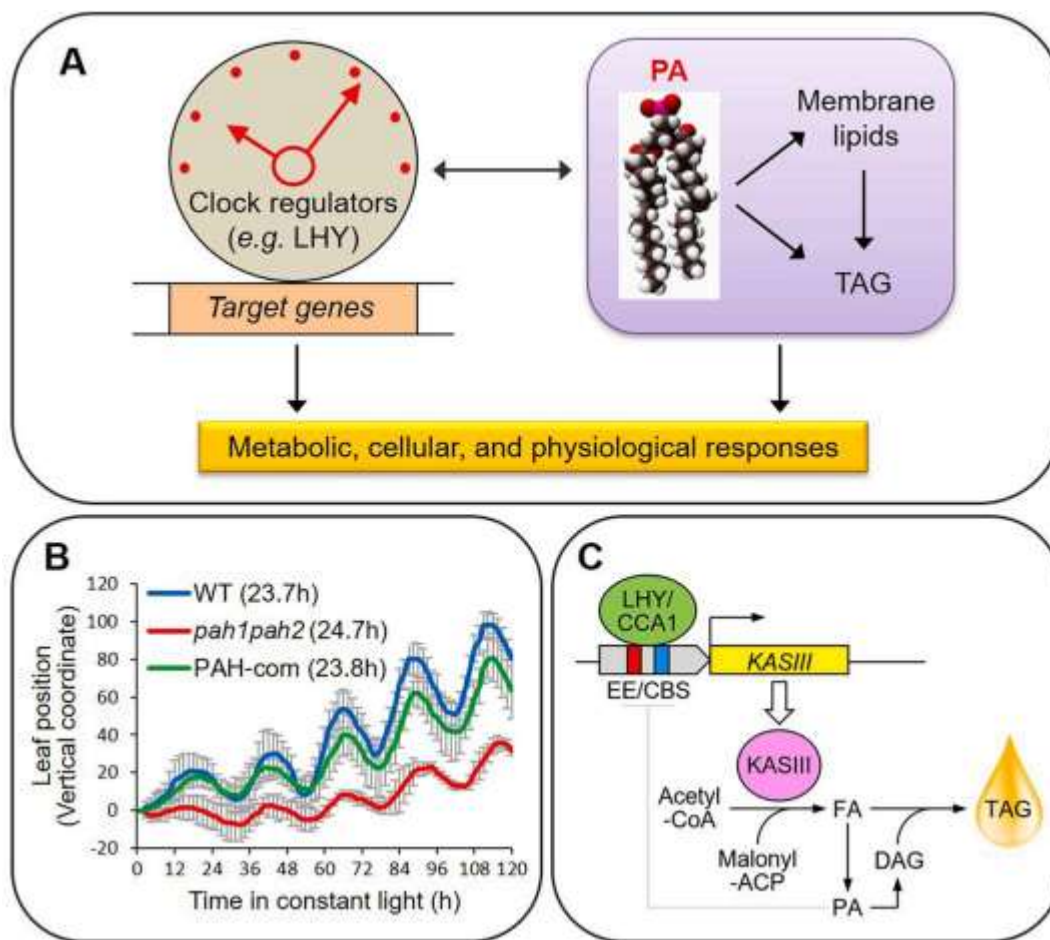 A
PA
Membrane
lipids
Clock regulators
(e.g. LHY)
TAG
Target genes
Metabolic, cellular, and physiological responses
B
120
100
80
60
40
20
0
-20
Leaf position
(Vertical coordinate)
WT (23.7h)
pah1pah2 (24.7h)
PAH-com (23.8h)
0 12 24 36 48 60 72 84 96 108 120
Time in constant light (h)
C
LHY/
CCA1
KASIII
EE/CBS
KASIII
Acetyl
-CoA
FA
TAG
Malonyl
-ACP
DAG
PA